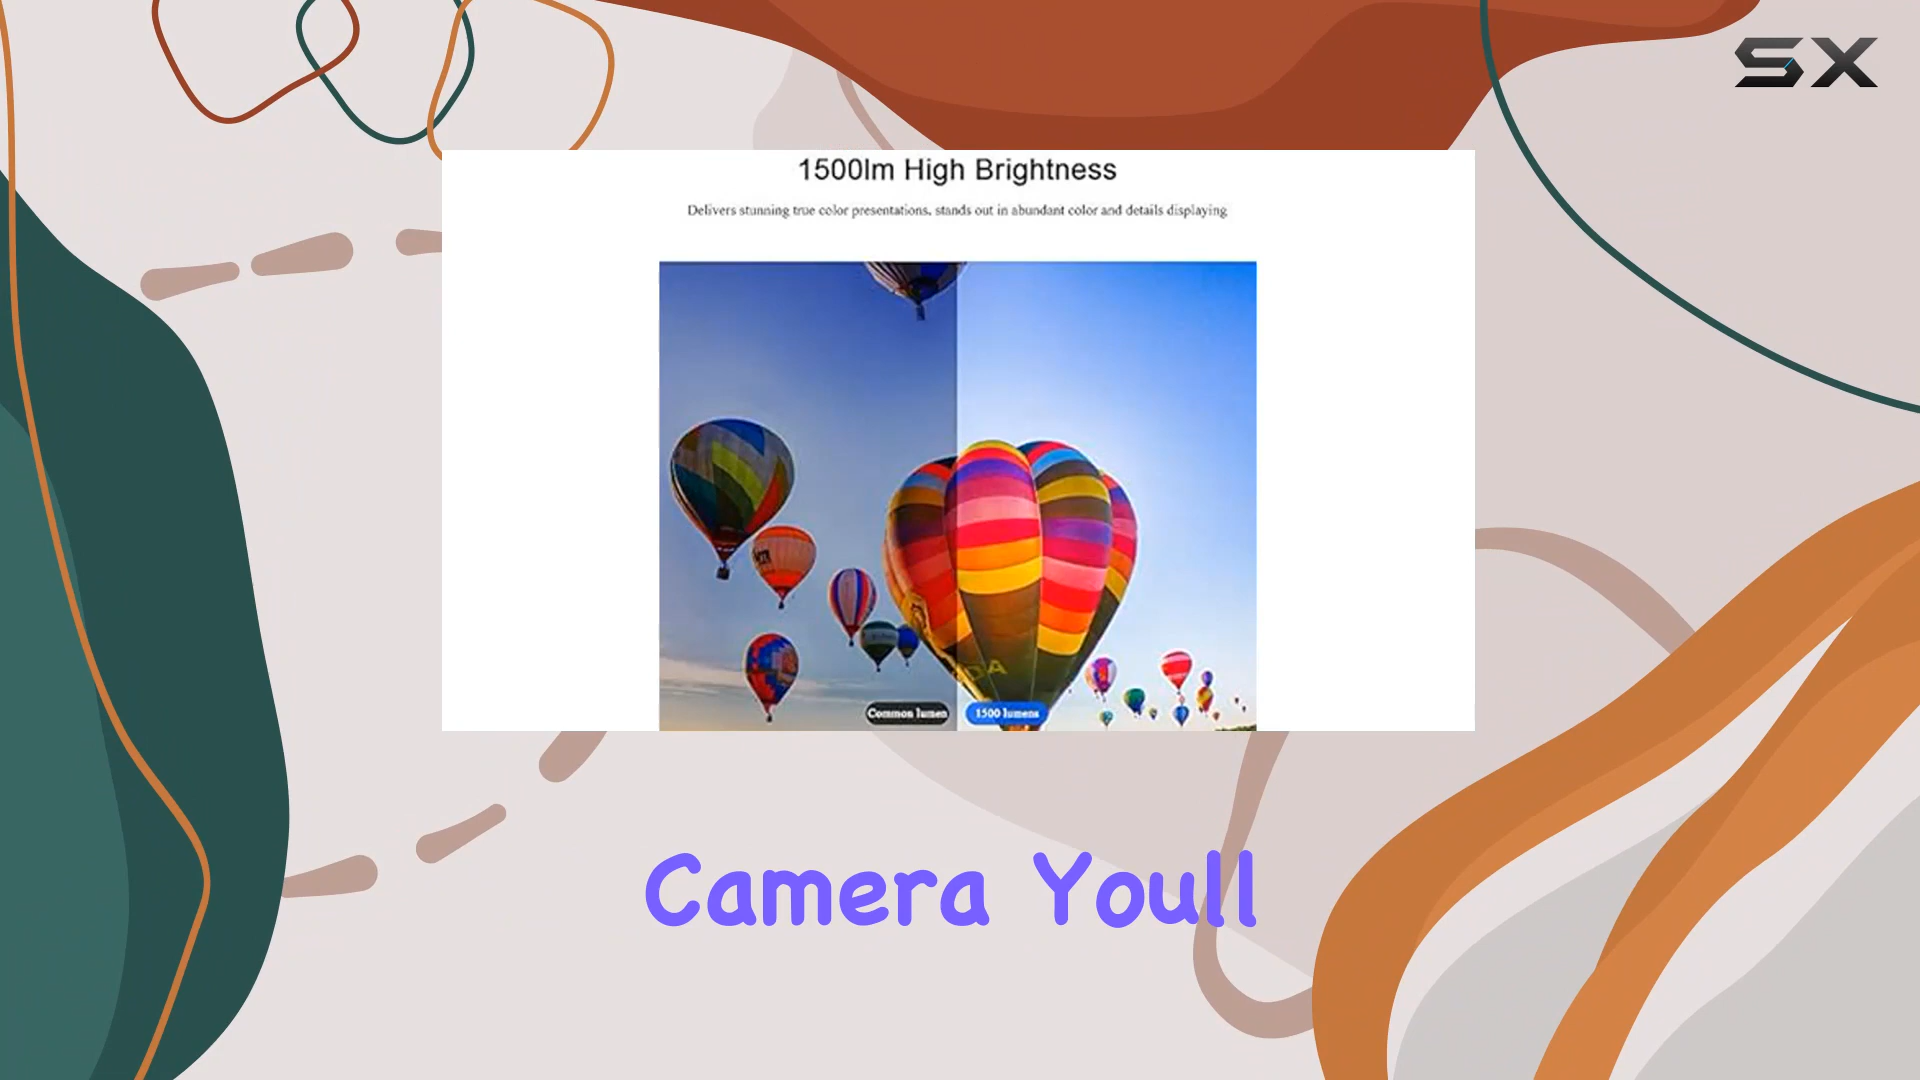 SX
1500lm High Brightness
Delivers stunning true color presentations, stands out in abundant color and details displaying
DA
Common lumen
1500 lumens
Camera Youll